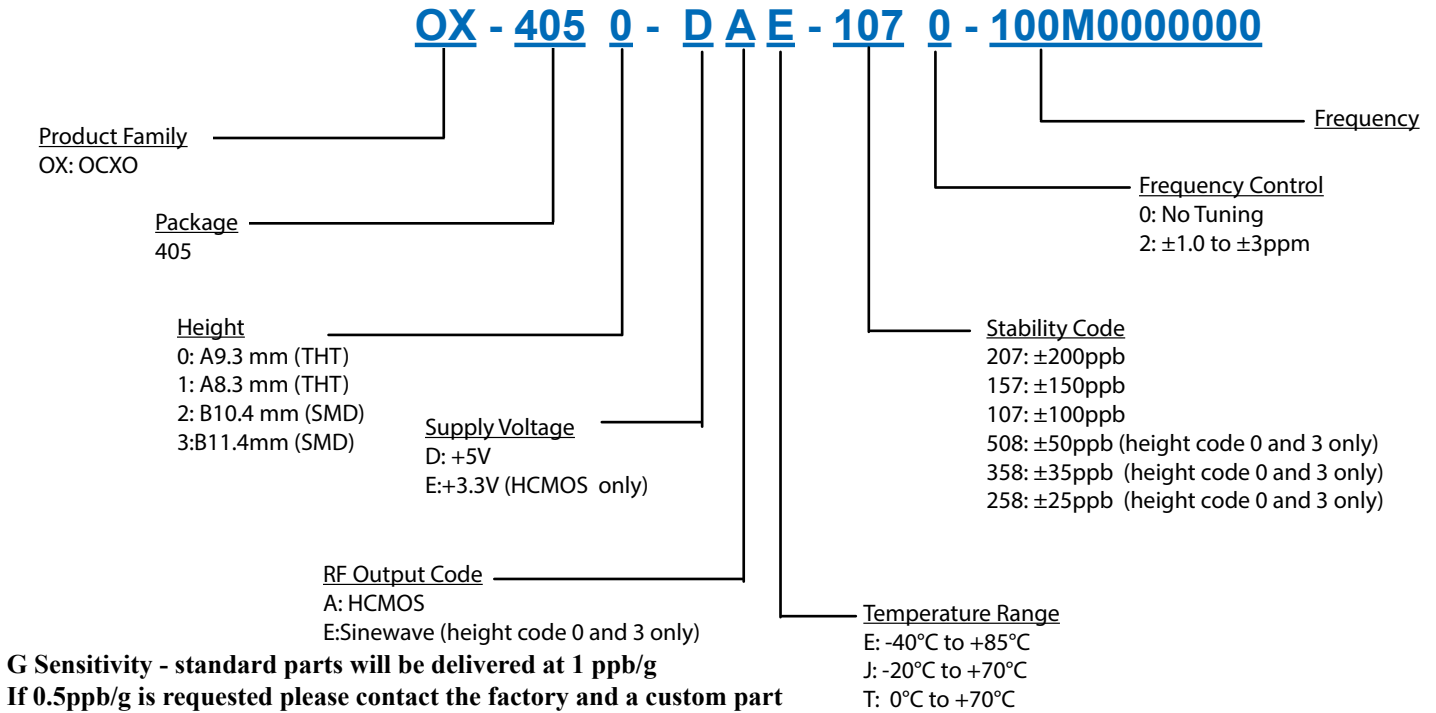 OX - 405 0 - D A E - 107 0 - 100M0000000
Frequency
Product Family
OX: OCXO
Frequency Control
0: No Tuning
2: ±1.0 to ±3ppm
Package
405
Height
0: A9.3 mm (THT)
1: A8.3 mm (THT)
2: B10.4 mm (SMD)
3:B11.4mm (SMD)
Stability Code
207: ±200ppb
157: ±150ppb
107: ±100ppb
508: ±50ppb (height code 0 and 3 only)
358: ±35ppb (height code 0 and 3 only)
258: ±25ppb (height code 0 and 3 only)
Supply Voltage
D: +5V
E:+3.3V (HCMOS only)
RF Output Code
A: HCMOS
E:Sinewave (height code 0 and 3 only)
Temperature Range
E: -40°C to +85°C
J: -20°C to +70°C
T: 0°C to +70°C
G Sensitivity - standard parts will be delivered at 1 ppb/g
If 0.5ppb/g is requested please contact the factory and a custom part